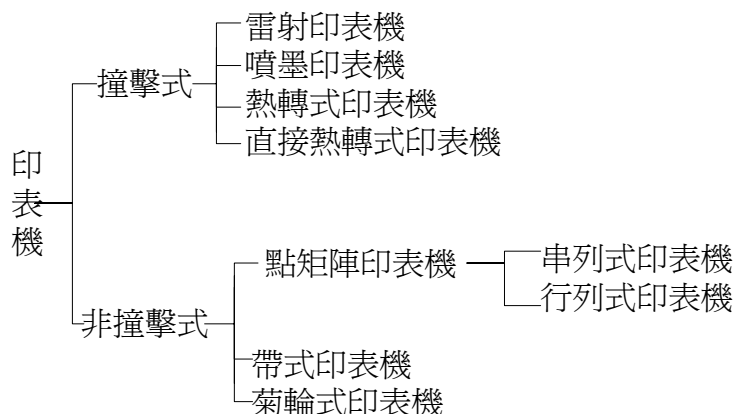 雷射印表機
噴墨印表機
撞擊式
熱轉式印表機
直接熱轉式印表機
印表機
點矩陣印表機
串列式印表機
行列式印表機
非撞擊式
帶式印表機
菊輪式印表機